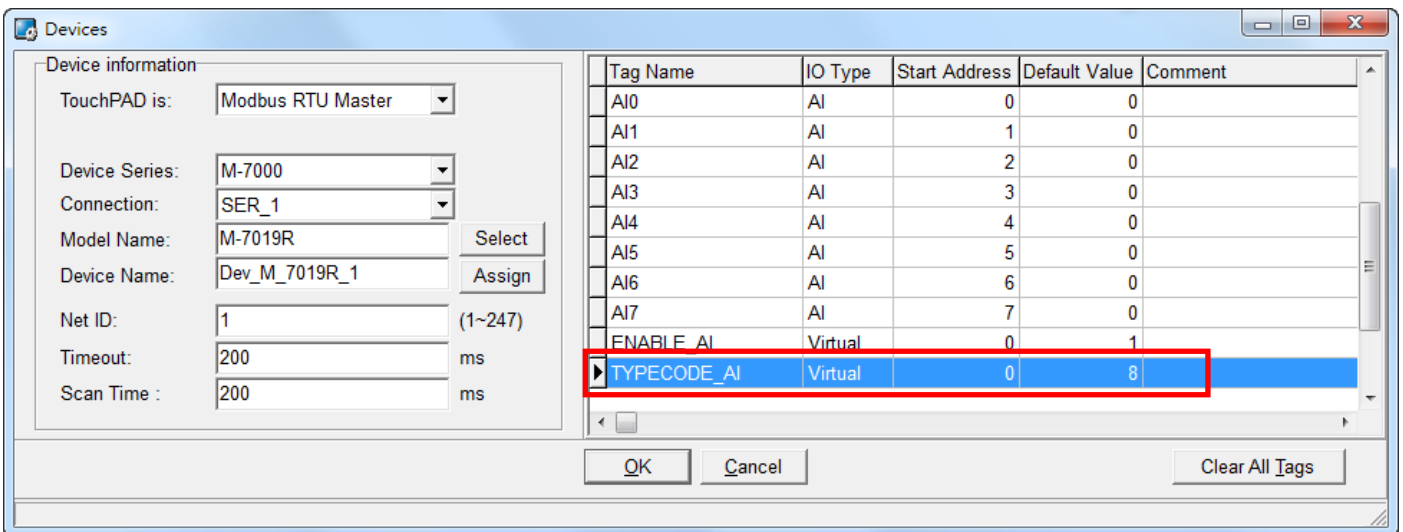 Devices
Device information
TouchPAD is: Modbus RTU Master
Device Series: M-7000
Connection: SER_1
Model Name: M-7019R Select
Device Name: Dev_M_7019R_1 Assign
Net ID: 1 (1~247)
Timeout: 200 ms
Scan Time : 200 ms
Tag Name IO Type Start Address Default Value Comment
AI0 AI 0 0
AI1 AI 1 0
AI2 AI 2 0
AI3 AI 3 0
AI4 AI 4 0
AI5 AI 5 0
AI6 AI 6 0
AI7 AI 7 0
ENABLE_AI Virtual 0 1
TYPECODE_AI Virtual 0 8
OK Cancel Clear All Tags